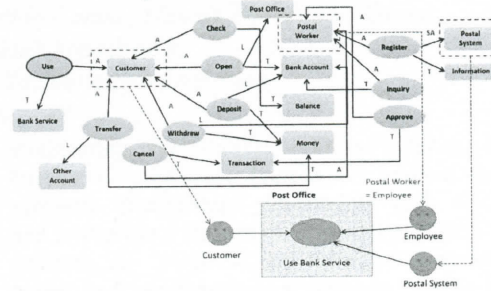 Post Office
Check
Postal
Worker
A
A
L
A
Register
SA
Postal
System
Use
A
Customer
A
Open
T
Bank Account
A
T
Information
T
A
A
A
L
T
Inquiry
Deposit
T
Balance
Approve
Bank Service
Transfer
A
Withdrew
L
T
Money
T
L
Cancel
T
Transaction
T
A
T
Other
Account
Post Office
Postal Worker
= Employee
Customer
Use Bank Service
Employee
Postal System